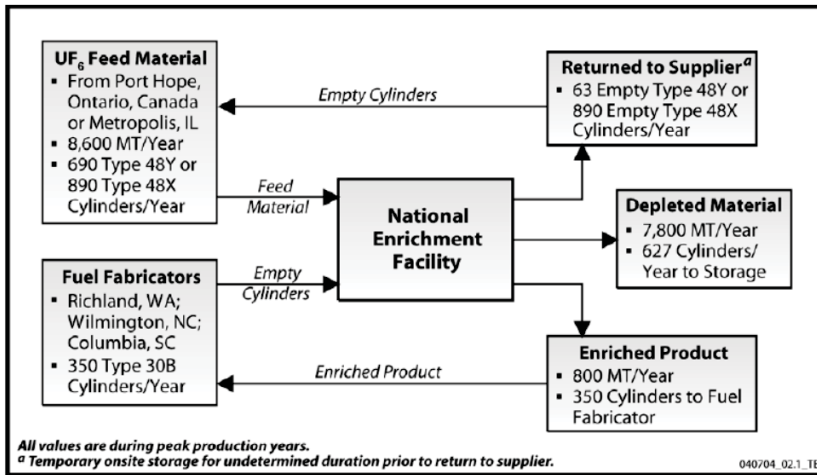 UF6 Feed Material
▪ From Port Hope,
Ontario, Canada
or Metropolis, IL
▪ 8,600 MT/Year
▪ 690 Type 48Y or
890 Type 48X
Cylinders/Year
Empty Cylinders
Returned to Supplier^a
▪ 63 Empty Type 48Y or
890 Empty Type 48X
Cylinders/Year
Feed
Material
National
Enrichment
Facility
Depleted Material
▪ 7,800 MT/Year
▪ 627 Cylinders/
Year to Storage
Fuel Fabricators
▪ Richland, WA;
Wilmington, NC;
Columbia, SC
▪ 350 Type 30B
Cylinders/Year
Empty
Cylinders
Enriched Product
Enriched Product
▪ 800 MT/Year
▪ 350 Cylinders to Fuel
Fabricator
All values are during peak production years.
a Temporary onsite storage for undetermined duration prior to return to supplier.
040704_02.1_TE